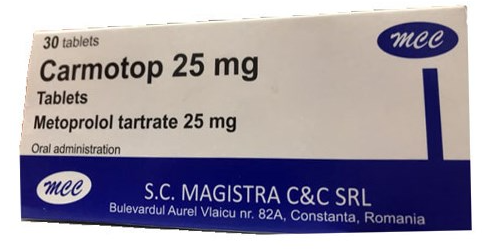 30 tablets
MCC
Carmotop 25 mg
Tablets
Metoprolol tartrate 25 mg
Oral administration
MCC
S.C. MAGISTRA C&C SRL
Bulevardul Aurel Vlaicu nr. 82A, Constanta, Romania